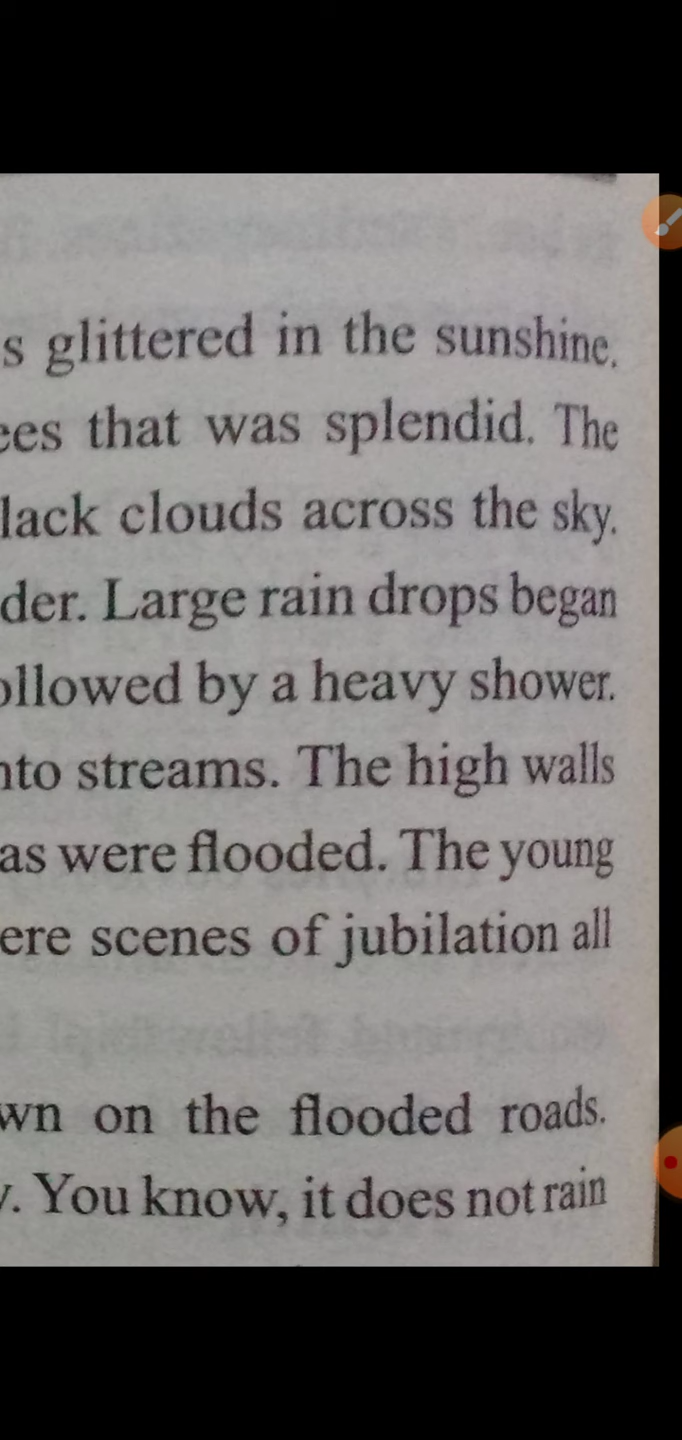 s glittered in the sunshine.
ees that was splendid. The
lack clouds across the sky.
der. Large rain drops began
ollowed by a heavy shower.
nto streams. The high walls
as were flooded. The young
ere scenes of jubilation all
wn on the flooded roads.
. You know, it does not rain